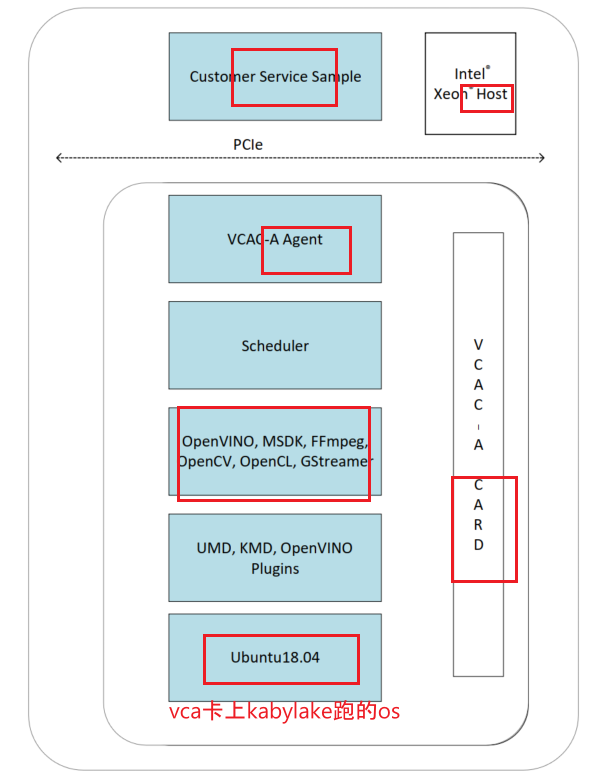 Customer Service Sample
Intel®
Xeon® Host
PCIe
VCAC-A Agent
Scheduler
OpenVINO, MSDK, FFmpeg,
OpenCV, OpenCL, GStreamer
UMD, KMD, OpenVINO
Plugins
Ubuntu18.04
VCAC-A CARD
vca卡上kabylake跑的os